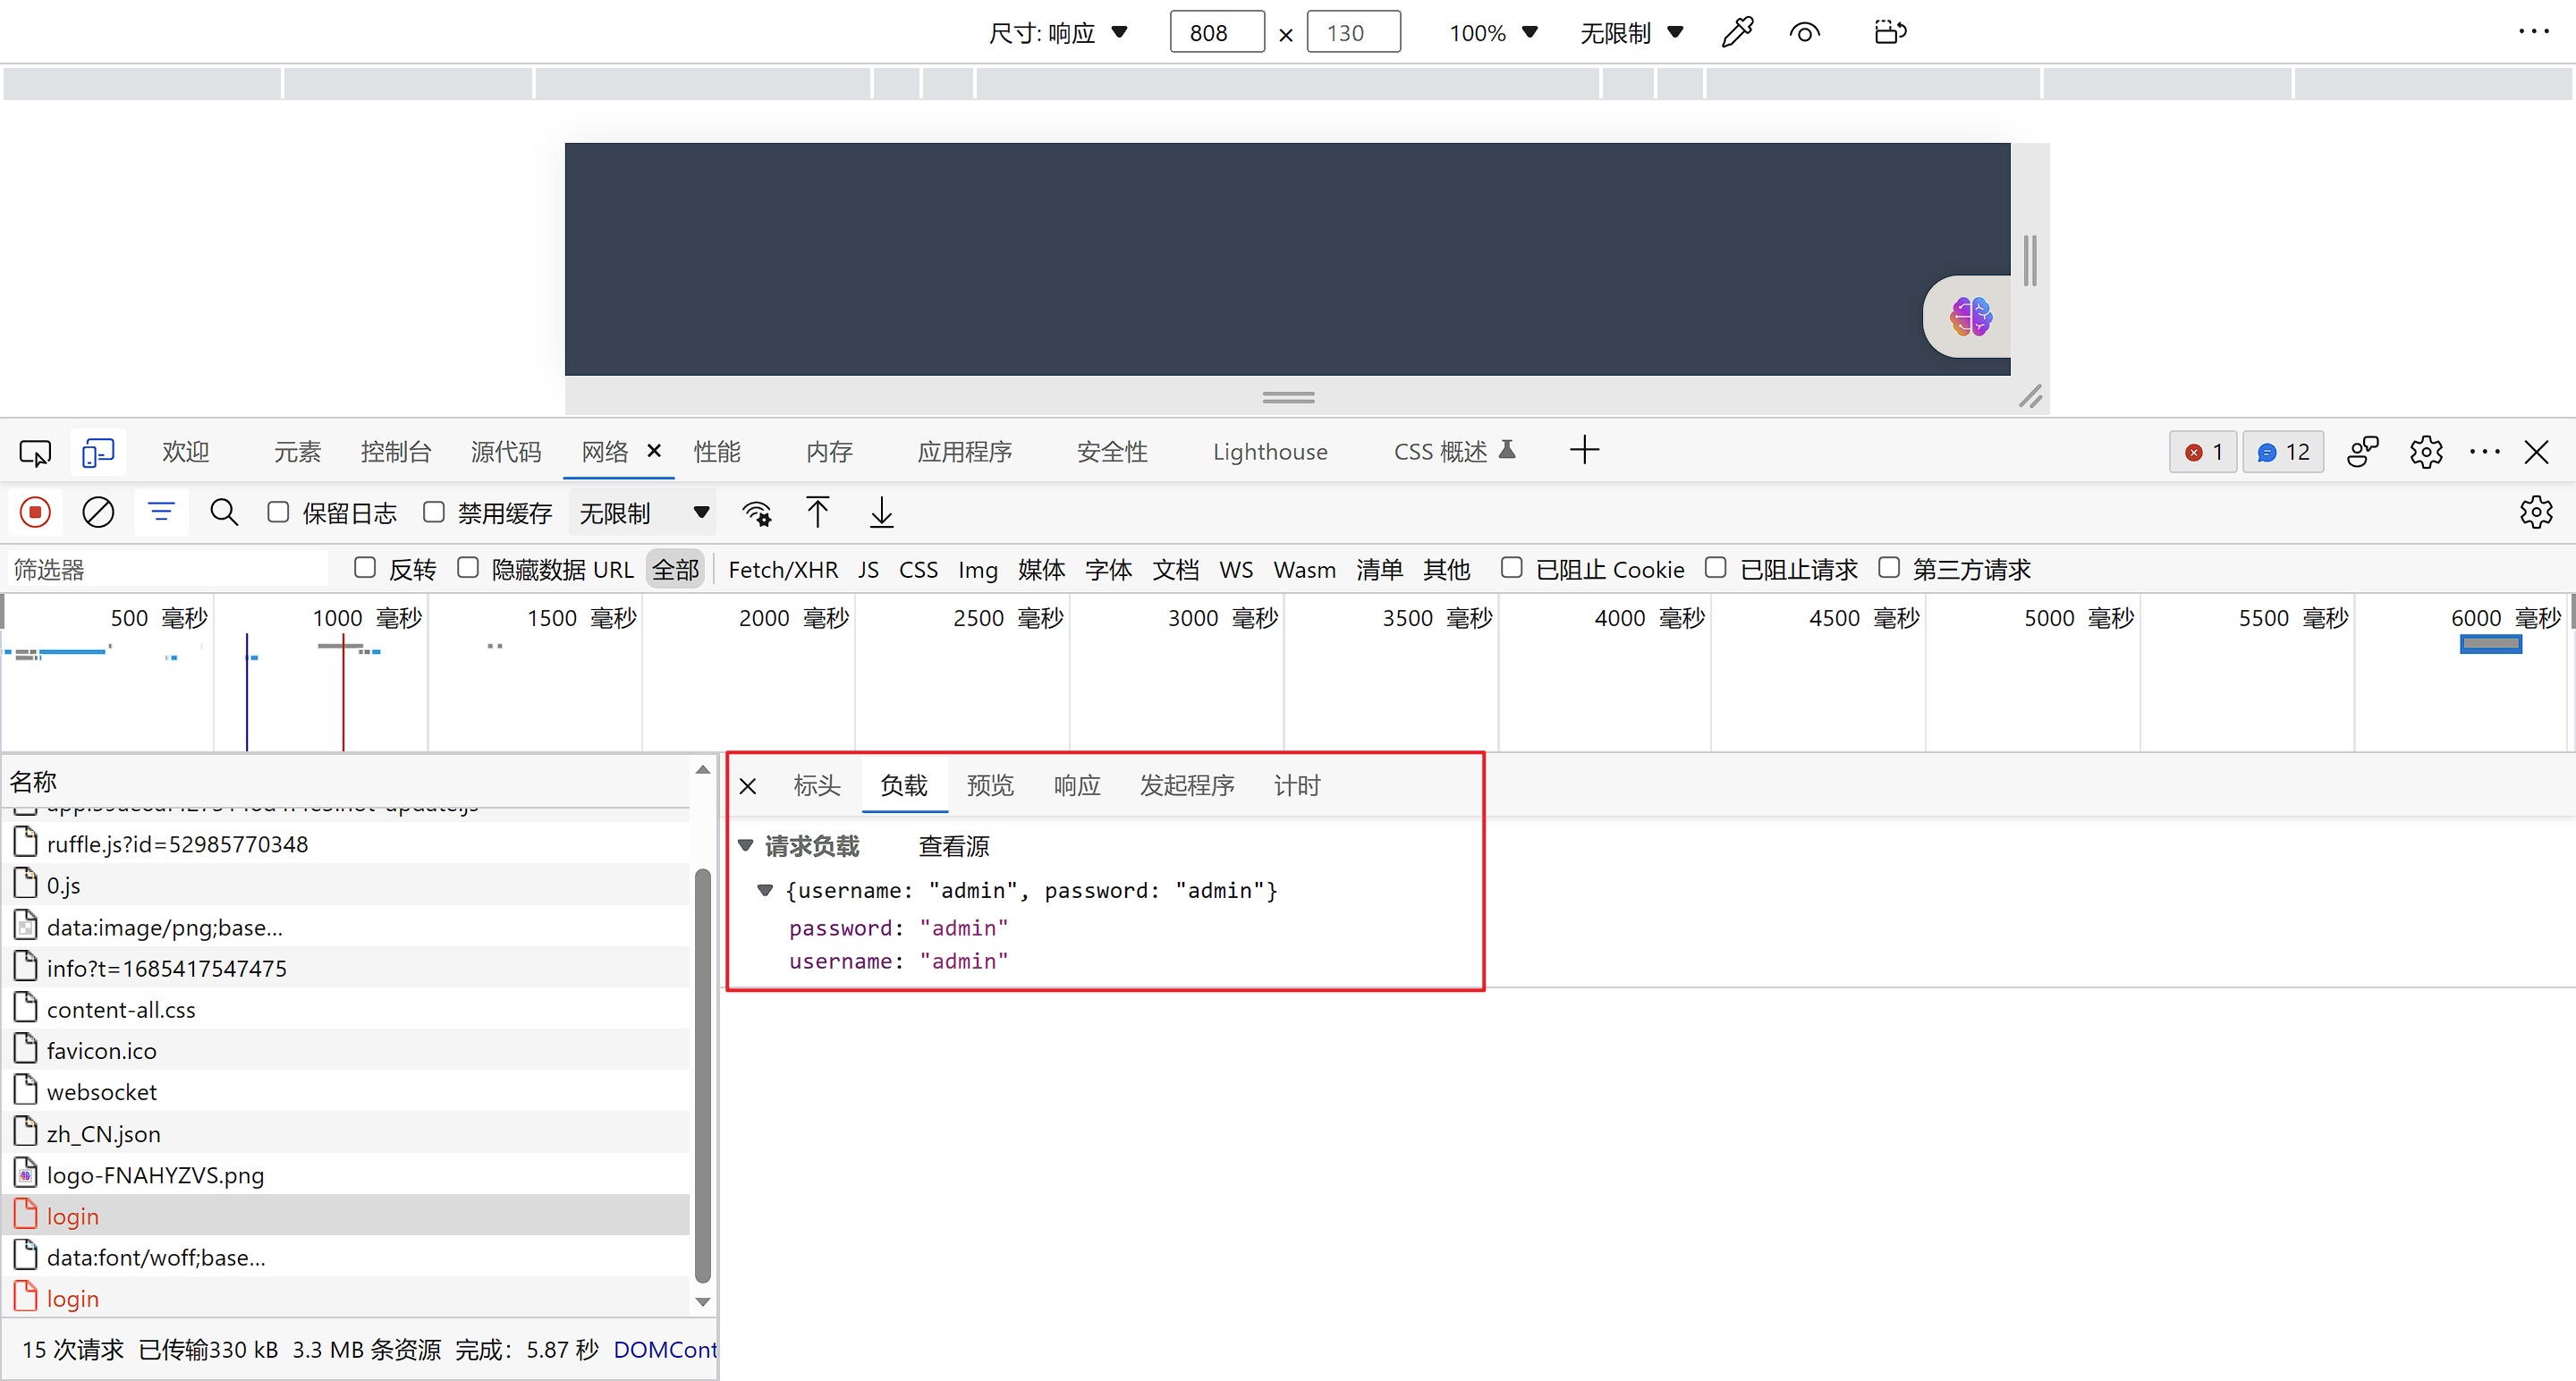 尺寸: 响应 808 × 130 100% 无限制
欢迎 元素 控制台 源代码 网络 性能 内存 应用程序 安全性 Lighthouse CSS 概述 1 12
保留日志 禁用缓存 无限制
筛选器 反转 隐藏数据 URL 全部 Fetch/XHR JS CSS Img 媒体 字体 文档 WS Wasm 清单 其他 已阻止 Cookie 已阻止请求 第三方请求
500 毫秒 1000 毫秒 1500 毫秒 2000 毫秒 2500 毫秒 3000 毫秒 3500 毫秒 4000 毫秒 4500 毫秒 5000 毫秒 5500 毫秒 6000 毫秒
名称
ruffle.js?id=52985770348
0.js
data:image/png;base...
info?t=1685417547475
content-all.css
favicon.ico
websocket
zh_CN.json
logo-FNAHYZVS.png
login
data:font/woff;base...
login
15 次请求 已传输330 kB 3.3 MB 条资源 完成: 5.87 秒 DOMCont
标头 负载 预览 响应 发起程序 计时
请求负载 查看源
{username: "admin", password: "admin"}
password: "admin"
username: "admin"